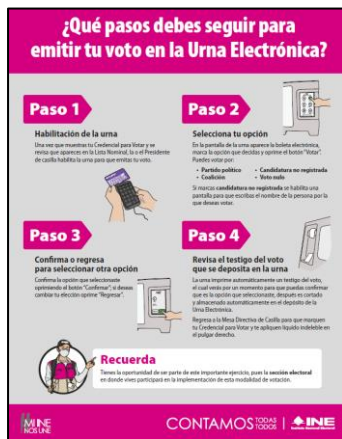 ¿Qué pasos debes seguir para
emitir tu voto en la Urna Electrónica?
Paso 1
Habilitación de la urna
Una vez que muestras tu Credencial para Votar y se
revisa que apareces en la Lista Nominal, la o el Presidente
de casilla habilita la urna para que emitas tu voto.
Paso 2
Selecciona tu opción
En la pantalla de la urna aparece la boleta electrónica,
marca la opción que decidas y oprime el botón "Votar".
Puedes votar por:
• Partido político
• Candidatura no registrada
• Coalición
• Voto nulo
Si marcas candidatura no registrada se habilita una
pantalla para que escribas el nombre de la persona por la
que deseas votar.
Paso 3
Confirma o regresa
para seleccionar otra opción
Confirma la opción que seleccionaste
oprimiendo el botón "Confirmar"; si deseas
cambiar tu elección oprime "Regresar".
Paso 4
Revisa el testigo del voto
que se deposita en la urna
La urna imprime automáticamente un testigo del voto,
el cual verás por un momento para que puedas confirmar
que es la opción que seleccionaste, después es cortado
y almacenado automáticamente en el depósito de la
Urna Electrónica.
Regresa a la Mesa Directiva de Casilla para que marquen
tu Credencial para Votar y te apliquen líquido indeleble en
el pulgar derecho.
Recuerda
Tienes la oportunidad de ser parte de este importante ejercicio, pues la sección electoral
en donde vives participará en la implementación de esta modalidad de votación.
MINE
NOS UNE
CONTAMOS TODAS TODOS
INE
Instituto Nacional Electoral